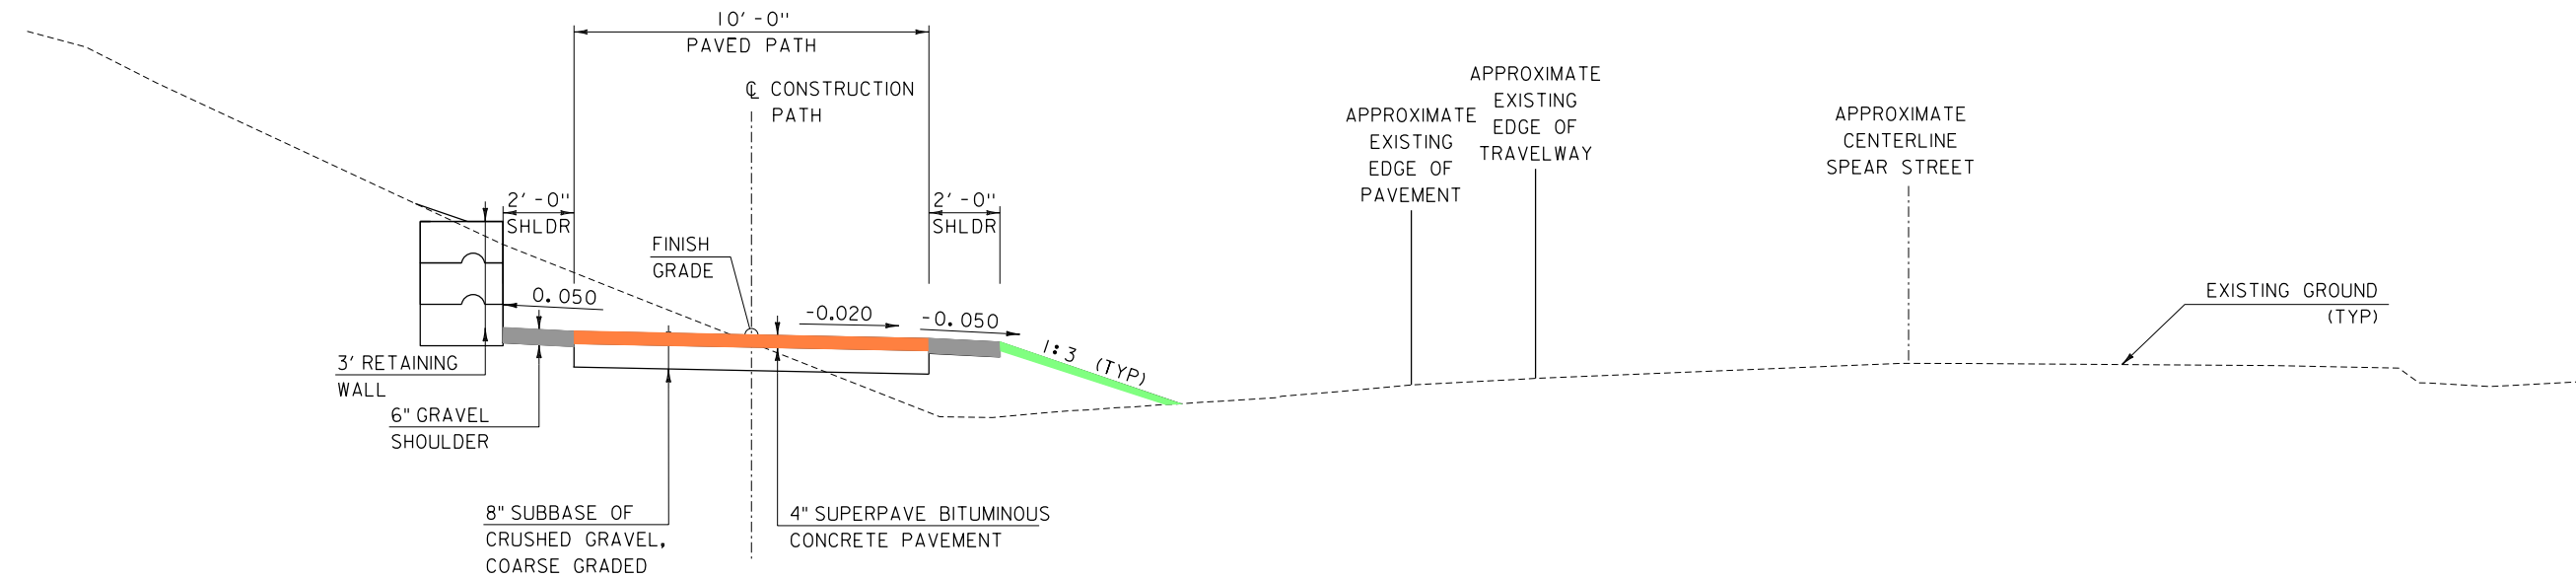 10'-0"
PAVED PATH
℄ CONSTRUCTION
PATH
APPROXIMATE
EXISTING
EDGE OF
PAVEMENT
APPROXIMATE
EXISTING
EDGE OF
TRAVELWAY
APPROXIMATE
CENTERLINE
SPEAR STREET
2'-0"
SHLDR
2'-0"
SHLDR
FINISH
GRADE
0.050
-0.020
-0.050
1:3 (TYP)
EXISTING GROUND
(TYP)
3' RETAINING
WALL
6" GRAVEL
SHOULDER
8" SUBBASE OF
CRUSHED GRAVEL,
COARSE GRADED
4" SUPERPAVE BITUMINOUS
CONCRETE PAVEMENT